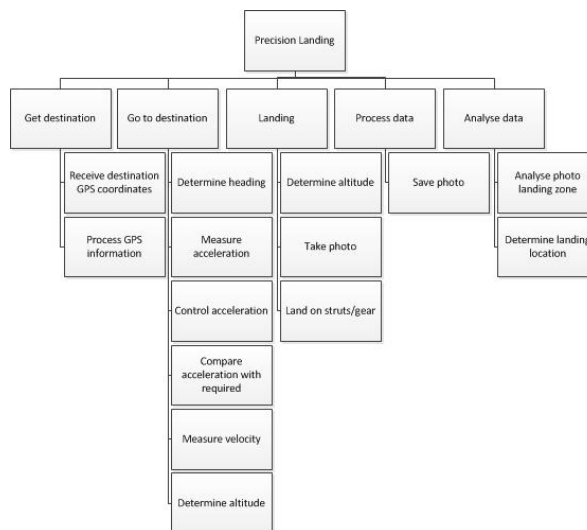 Precision Landing
Get destination
Go to destination
Landing
Process data
Analyse data
Receive destination
GPS coordinates
Process GPS
information
Determine heading
Measure
acceleration
Control acceleration
Compare
acceleration with
required
Measure velocity
Determine altitude
Determine altitude
Take photo
Land on struts/gear
Save photo
Analyse photo
landing zone
Determine landing
location